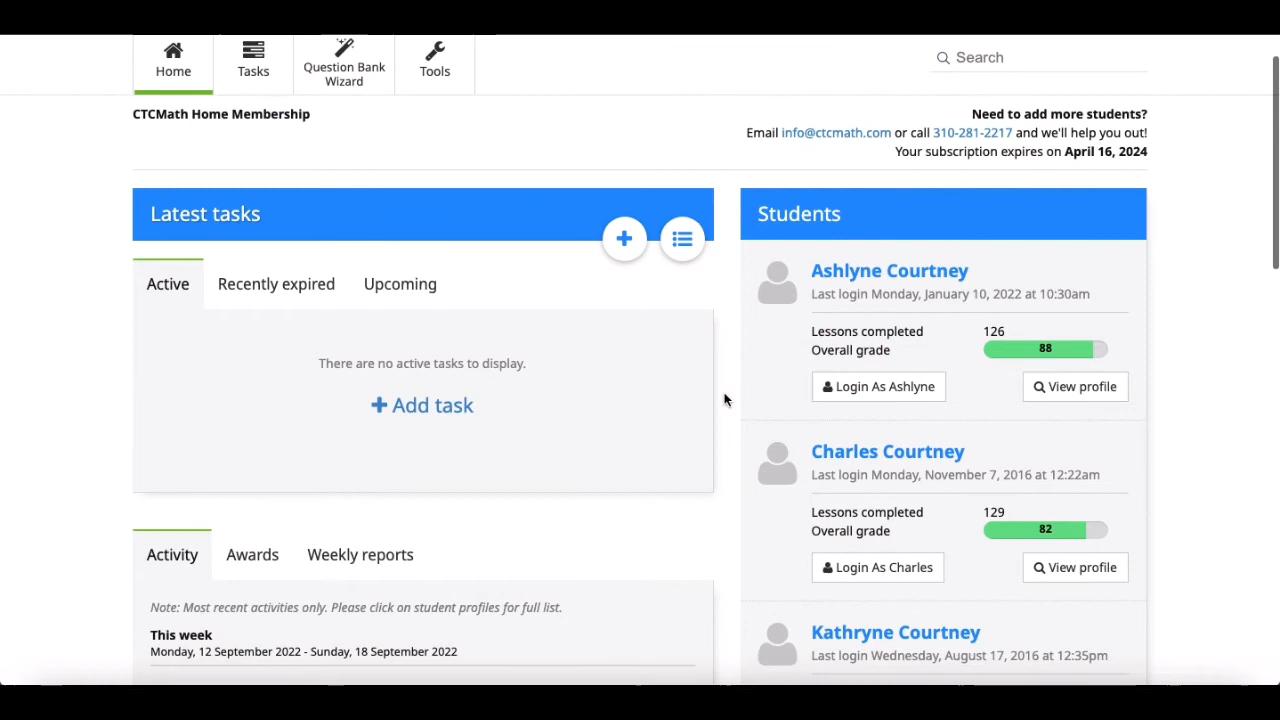 Home
Tasks
Question Bank
Wizard
Tools
Search
CTCMath Home Membership
Need to add more students?
Email info@ctcmath.com or call 310-281-2217 and we'll help you out!
Your subscription expires on April 16, 2024
Latest tasks
Students
Active
Recently expired
Upcoming
There are no active tasks to display.
Add task
Ashlyne Courtney
Last login Monday, January 10, 2022 at 10:30am
Lessons completed 126
Overall grade 88
Login As Ashlyne
View profile
Charles Courtney
Last login Monday, November 7, 2016 at 12:22am
Lessons completed 129
Overall grade 82
Login As Charles
View profile
Activity
Awards
Weekly reports
Note: Most recent activities only. Please click on student profiles for full list.
This week
Monday, 12 September 2022 - Sunday, 18 September 2022
Kathryne Courtney
Last login Wednesday, August 17, 2016 at 12:35pm